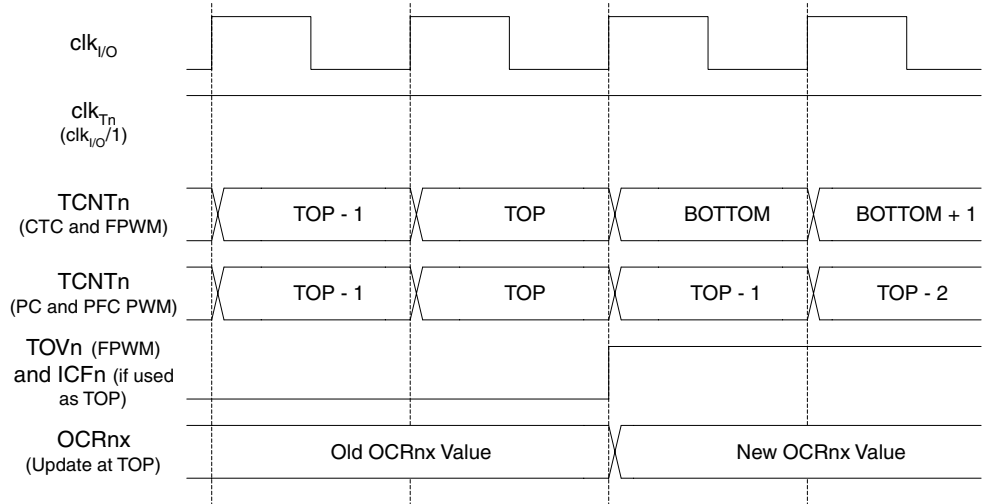 clkI/O
clkTn
(clkI/O/1)
TCNTn
(CTC and FPWM)
TOP - 1
TOP
BOTTOM
BOTTOM + 1
TCNTn
(PC and PFC PWM)
TOP - 1
TOP
TOP - 1
TOP - 2
TOVn (FPWM)
and ICFn (if used
as TOP)
OCRnx
(Update at TOP)
Old OCRnx Value
New OCRnx Value